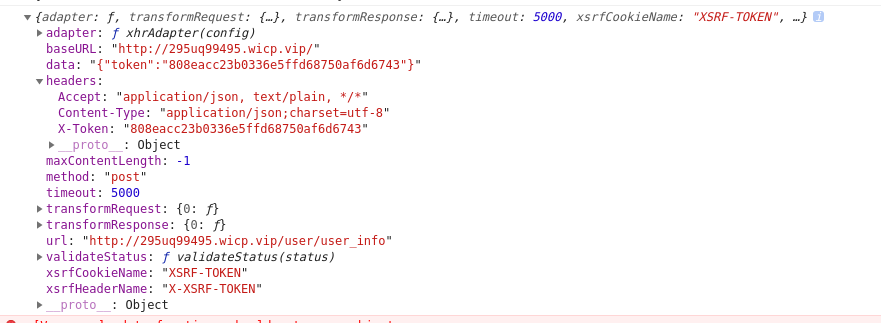 {adapter: ƒ, transformRequest: {…}, transformResponse: {…}, timeout: 5000, xsrfCookieName: "XSRF-TOKEN", …} i
adapter: ƒ xhrAdapter(config)
baseURL: "http://295uq99495.wicp.vip/"
data: "{"token":"808eacc23b0336e5ffd68750af6d6743"}"
headers:
Accept: "application/json, text/plain, */*"
Content-Type: "application/json;charset=utf-8"
X-Token: "808eacc23b0336e5ffd68750af6d6743"
__proto__: Object
maxContentLength: -1
method: "post"
timeout: 5000
transformRequest: {0: ƒ}
transformResponse: {0: ƒ}
url: "http://295uq99495.wicp.vip/user/user_info"
validateStatus: ƒ validateStatus(status)
xsrfCookieName: "XSRF-TOKEN"
xsrfHeaderName: "X-XSRF-TOKEN"
__proto__: Object